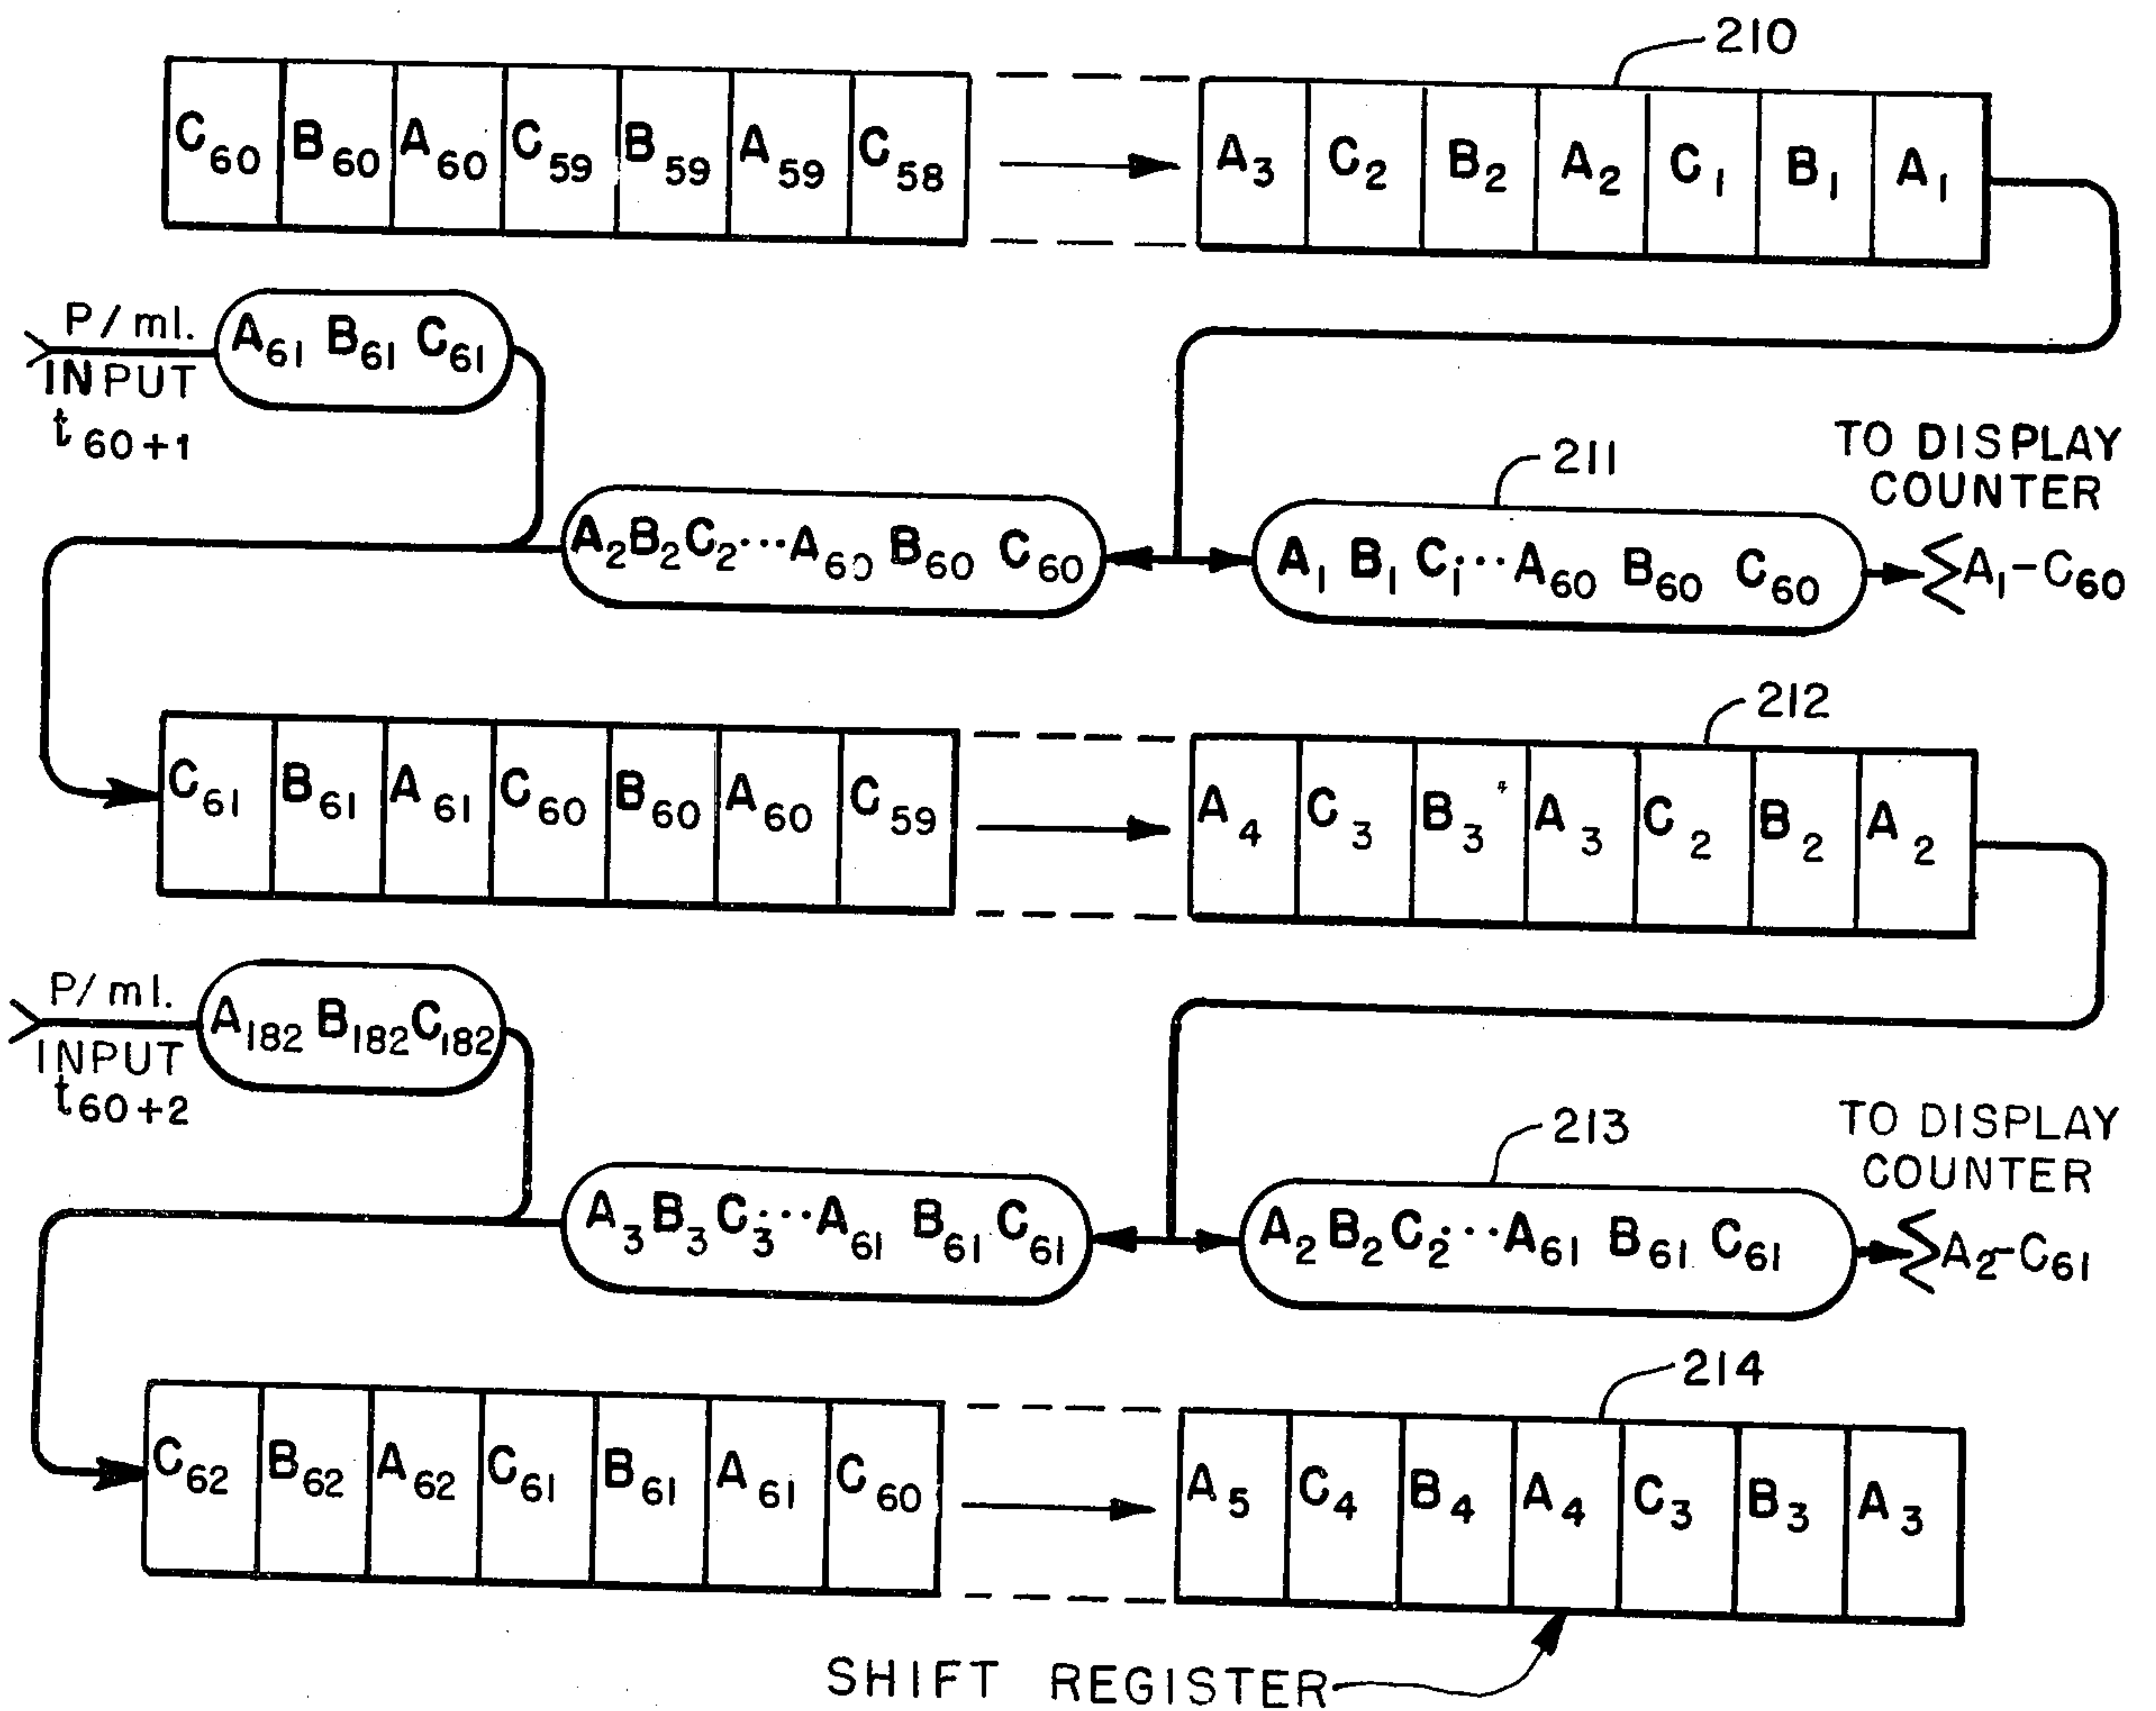 210
C60 B60 A60 C59 B59 A59 C58 A3 C2 B2 A2 C1 B1 A1
P/ml.
INPUT
t60+1
A61 B61 C61
211
TO DISPLAY
COUNTER
A2B2C2···A60 B60 C60
A1 B1 C1···A60 B60 C60
ΣA1-C60
212
C61 B61 A61 C60 B60 A60 C59 A4 C3 B3 A3 C2 B2 A2
P/ml.
INPUT
t60+2
A182 B182 C182
213
TO DISPLAY
COUNTER
A3B3C3···A61 B61 C61
A2B2C2···A61 B61 C61
ΣA2-C61
214
C62 B62 A62 C61 B61 A61 C60 A5 C4 B4 A4 C3 B3 A3
SHIFT REGISTER